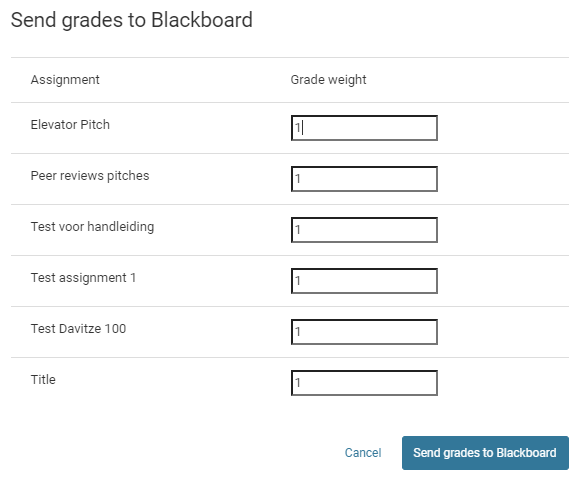 Send grades to Blackboard
Assignment Grade weight
Elevator Pitch 1
Peer reviews pitches 1
Test voor handleiding 1
Test assignment 1 1
Test Davitze 100 1
Title 1
Cancel Send grades to Blackboard